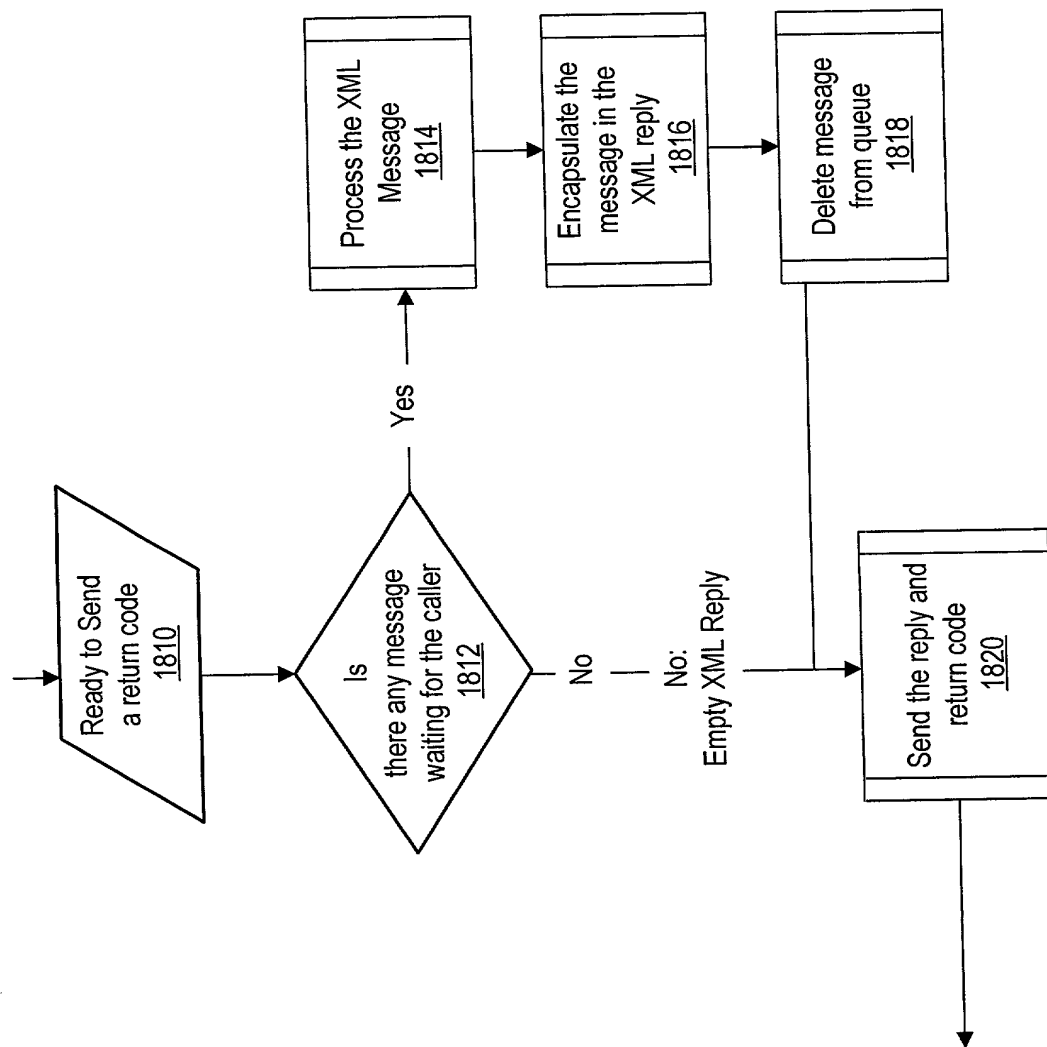 Ready to Send
a return code
1810
Is
there any message
waiting for the caller
1812
Yes
Process the XML
Message
1814
Encapsulate the
message in the
XML reply
1816
Delete message
from queue
1818
No
No:
Empty XML Reply
Send the reply and
return code
1820